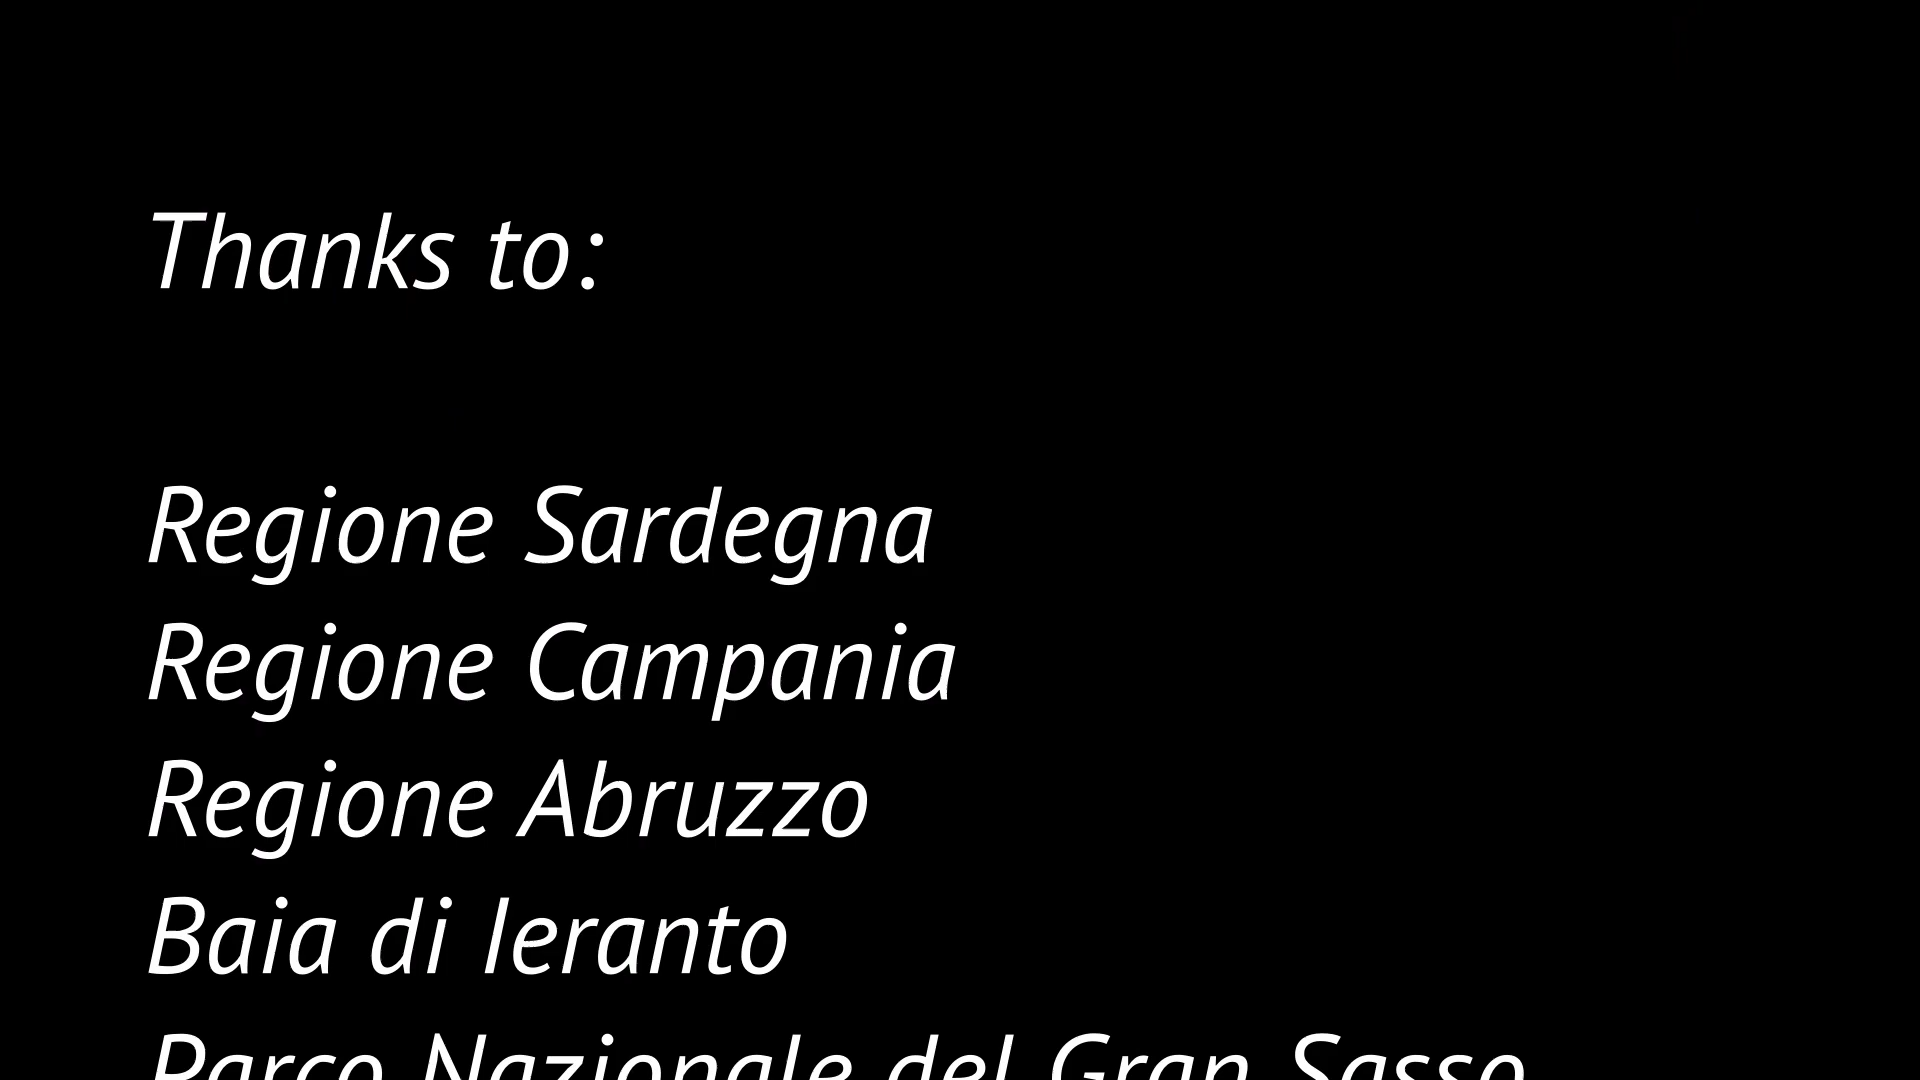 Thanks to:
Regione Sardegna
Regione Campania
Regione Abruzzo
Baia di Ieranto
Parco Nazionale del Gran Sasso